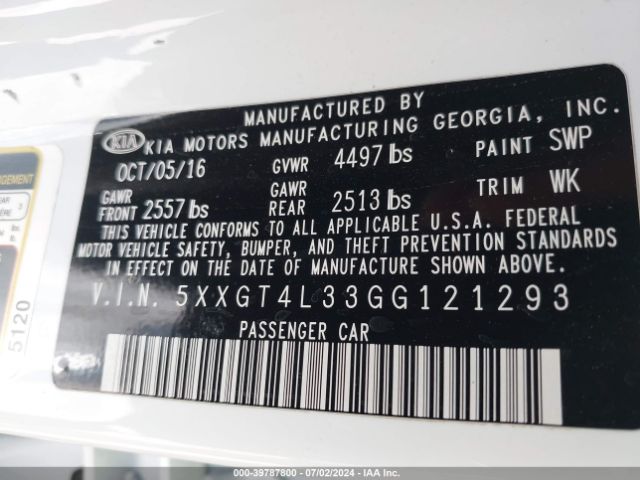 MANUFACTURED BY
KIA KIA MOTORS MANUFACTURING GEORGIA, INC.
OCT/05/16 GVWR 4497 lbs PAINT SWP
GAWR FRONT 2557 lbs GAWR REAR 2513 lbs TRIM WK
THIS VEHICLE CONFORMS TO ALL APPLICABLE U.S.A. FEDERAL
MOTOR VEHICLE SAFETY, BUMPER, AND THEFT PREVENTION STANDARDS
IN EFFECT ON THE DATE OF MANUFACTURE SHOWN ABOVE.
V.I.N. 5XXGT4L33GG121293
PASSENGER CAR
5120
000-39787800 | 07/02/2024 - IAA Inc.